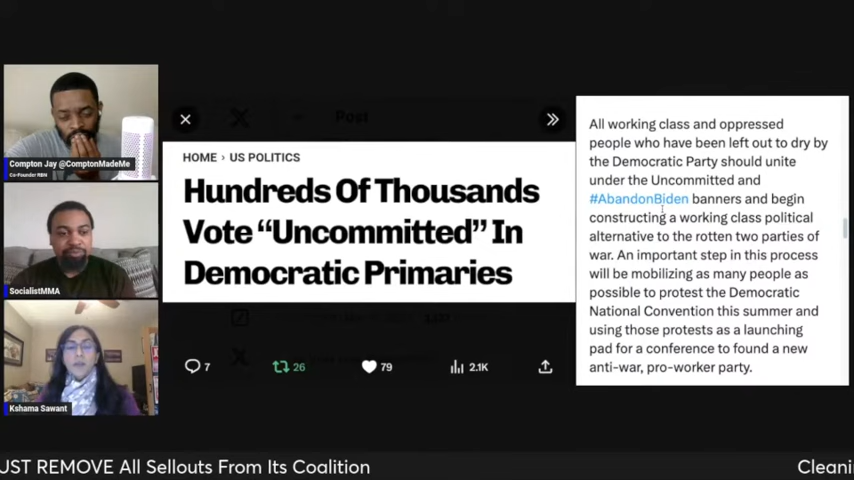 Compton Jay @ComptonMadeMe
Co-Founder RBN
SocialistMMA
Kshama Sawant
Post
HOME › US POLITICS
Hundreds Of Thousands
Vote “Uncommitted” In
Democratic Primaries
7
26
79
2.1K
All working class and oppressed
people who have been left out to dry by
the Democratic Party should unite
under the Uncommitted and
#AbandonBiden banners and begin
constructing a working class political
alternative to the rotten two parties of
war. An important step in this process
will be mobilizing as many people as
possible to protest the Democratic
National Convention this summer and
using those protests as a launching
pad for a conference to found a new
anti-war, pro-worker party.
UST REMOVE All Sellouts From Its Coalition
Cleani